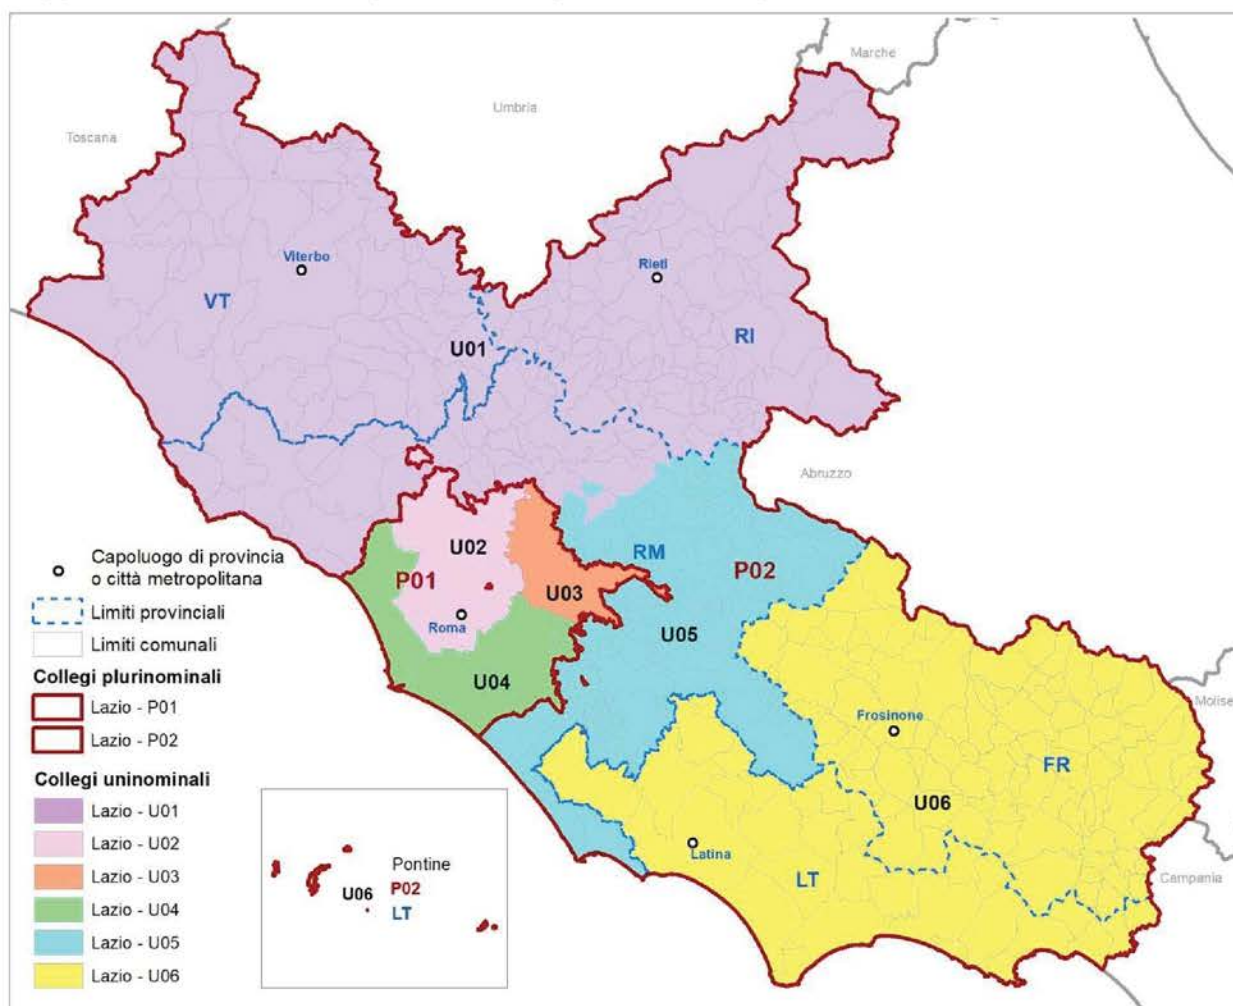 Marche
Umbria
Toscana
Viterbo
Rieti
VT
RI
U01
Abruzzo
U02
RM
P02
P01
U03
Roma
U05
U04
Molise
Frosinone
FR
U06
Latina
LT
Campania
Capoluogo di provincia
o città metropolitana
Limiti provinciali
Limiti comunali
Collegi plurinominali
Lazio - P01
Lazio - P02
Collegi uninominali
Lazio - U01
Lazio - U02
Lazio - U03
Lazio - U04
Lazio - U05
Lazio - U06
Pontine
U06
P02
LT